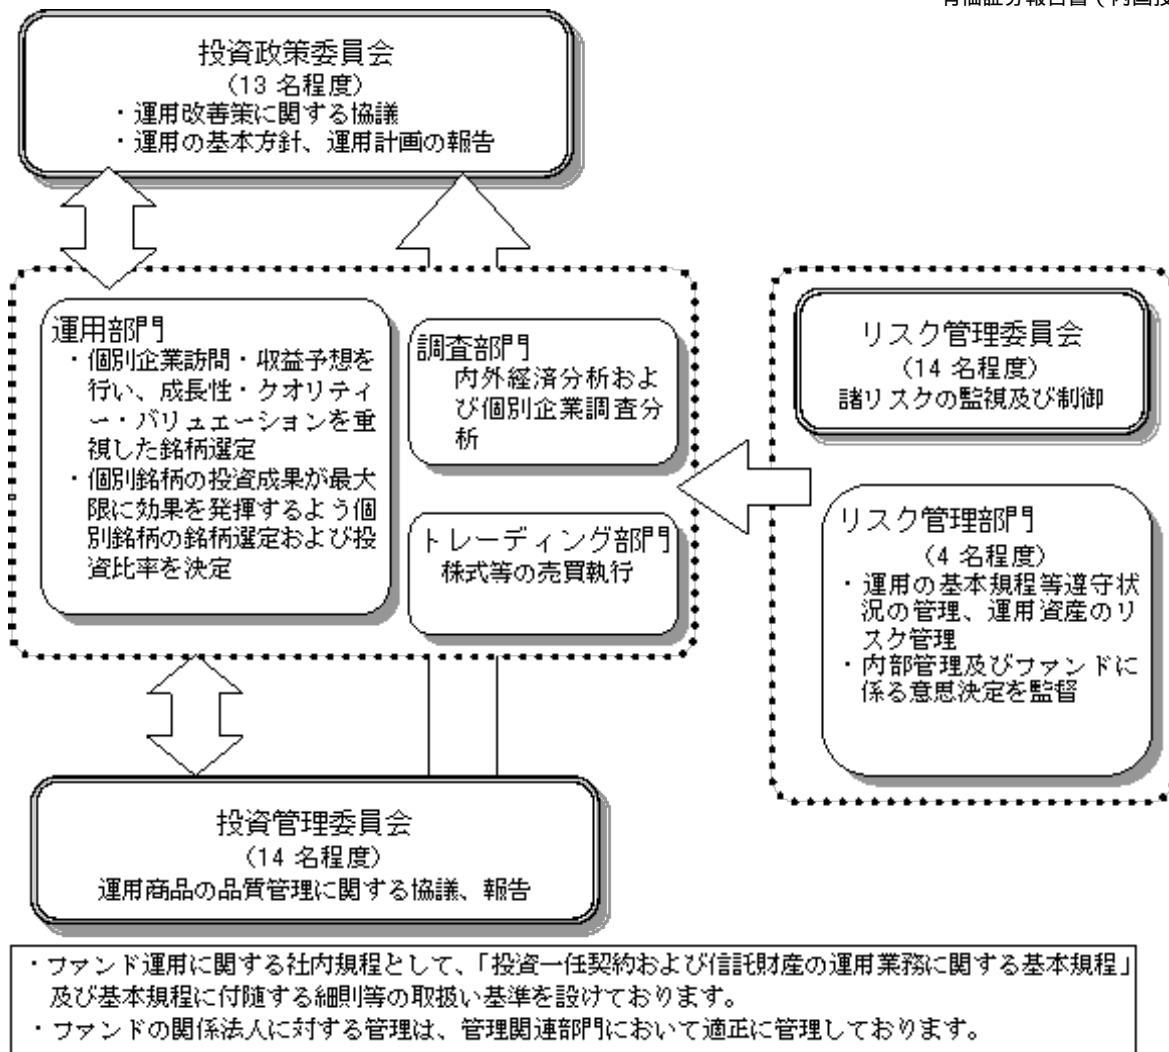 投資政策委員会
（13 名程度）
・運用改善策に関する協議
・運用の基本方針、運用計画の報告
運用部門
・個別企業訪問・収益予想を
行い、成長性・クオリティ
ー・バリュエーションを重
視した銘柄選定
・個別銘柄の投資成果が最大
限に効果を発揮するよう個
別銘柄の銘柄選定および投
資比率を決定
調査部門
内外経済分析およ
び個別企業調査分
析
トレーディング部門
株式等の売買執行
リスク管理委員会
（14 名程度）
諸リスクの監視及び制御
リスク管理部門
（4 名程度）
・運用の基本規程等遵守状
況の管理、運用資産のリ
スク管理
・内部管理及びファンドに
係る意思決定を監督
投資管理委員会
（14 名程度）
運用商品の品質管理に関する協議、報告
・ファンド運用に関する社内規程として、「投資一任契約および信託財産の運用業務に関する基本規程」
及び基本規程に付随する細則等の取扱い基準を設けております。
・ファンドの関係法人に対する管理は、管理関連部門において適正に管理しております。